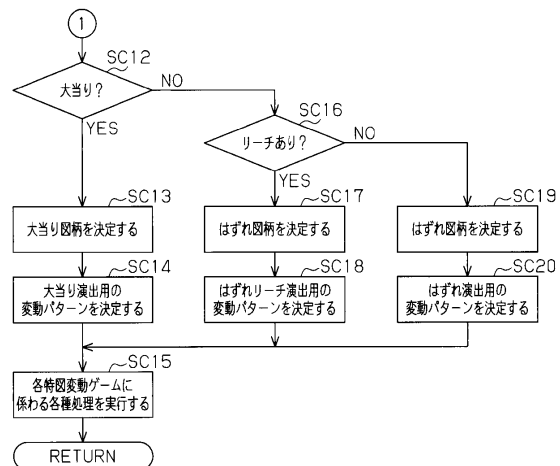 1
SC12
大当り?
NO
YES
SC16
リーチあり?
NO
YES
SC13
大当り図柄を決定する
SC17
はずれ図柄を決定する
SC19
はずれ図柄を決定する
SC14
大当り演出用の
変動パターンを決定する
SC18
はずれリーチ演出用の
変動パターンを決定する
SC20
はずれ演出用の
変動パターンを決定する
SC15
各特図変動ゲームに
係わる各種処理を実行する
RETURN